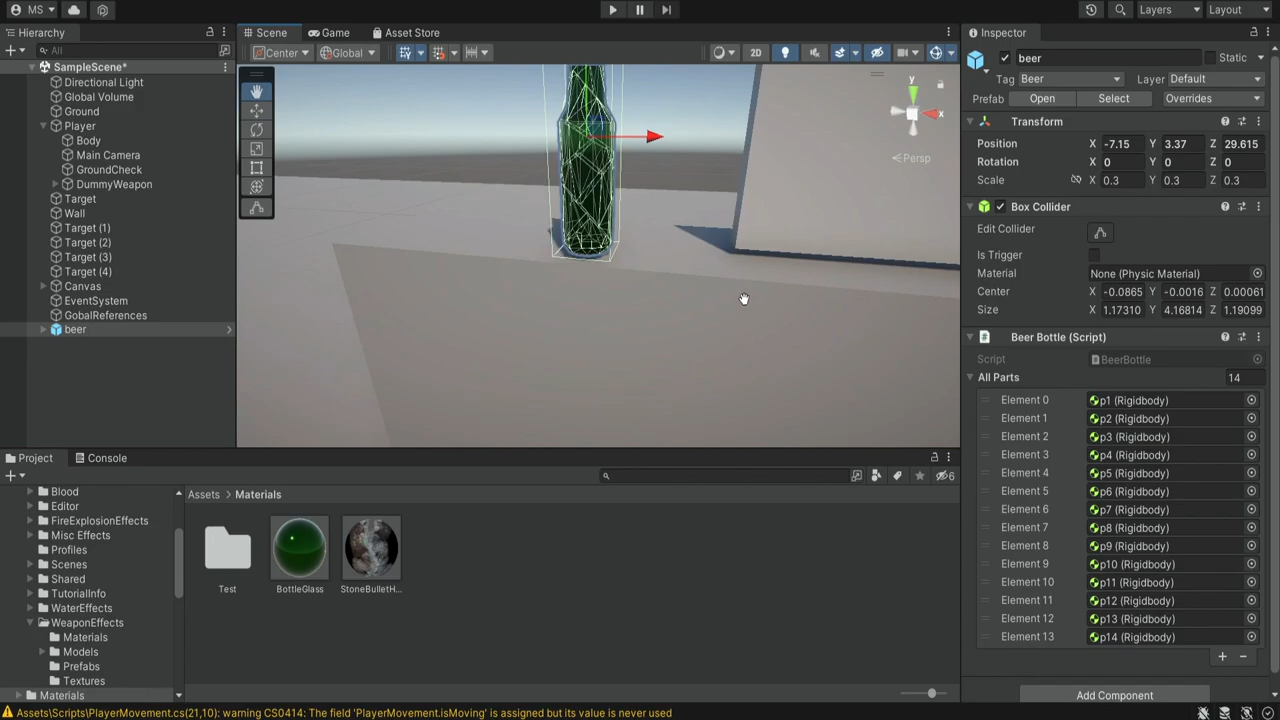 MS
Layers
Layout
Hierarchy
Scene
Game
Asset Store
Inspector
All
Center
Global
2D
beer
Static
SampleScene*
Tag Beer
Layer Default
Directional Light
Prefab Open Select Overrides
Global Volume
Ground
Transform
Player
Position X -7.15 Y 3.37 Z 29.615
Body
Rotation X 0 Y 0 Z 0
Main Camera
Scale X 0.3 Y 0.3 Z 0.3
GroundCheck
DummyWeapon
Target
Box Collider
Wall
Edit Collider
Target (1)
Is Trigger
Target (2)
Material None (Physic Material)
Target (3)
Center X -0.0865 Y -0.0016 Z 0.00061
Target (4)
Size X 1.17310 Y 4.16814 Z 1.19099
Canvas
EventSystem
GobalReferences
beer
y
x
Persp
Beer Bottle (Script)
Script BeerBottle
All Parts 14
Element 0 p1 (Rigidbody)
Element 1 p2 (Rigidbody)
Element 2 p3 (Rigidbody)
Element 3 p4 (Rigidbody)
Element 4 p5 (Rigidbody)
Element 5 p6 (Rigidbody)
Element 6 p7 (Rigidbody)
Element 7 p8 (Rigidbody)
Element 8 p9 (Rigidbody)
Element 9 p10 (Rigidbody)
Element 10 p11 (Rigidbody)
Element 11 p12 (Rigidbody)
Element 12 p13 (Rigidbody)
Element 13 p14 (Rigidbody)
Add Component
Project
Console
6
Blood
Editor
FireExplosionEffects
Misc Effects
Profiles
Scenes
Shared
TutorialInfo
WaterEffects
WeaponEffects
Materials
Models
Prefabs
Textures
Materials
Assets > Materials
Test
BottleGlass
StoneBulletH...
Assets\Scripts\PlayerMovement.cs(21,10): warning CS0414: The field 'PlayerMovement.isMoving' is assigned but its value is never used